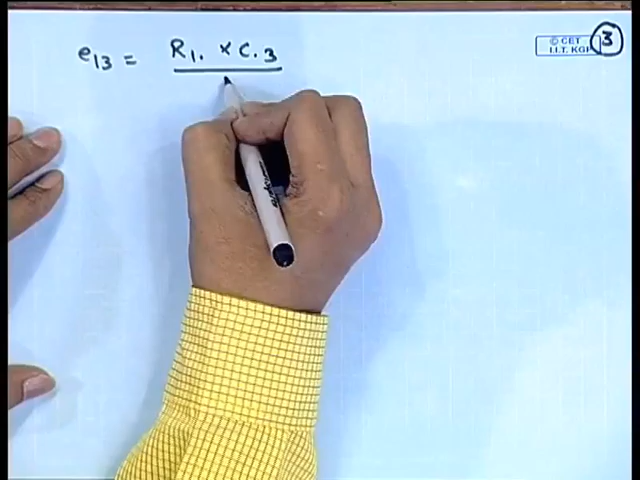 e13 = R1. × C.3
© CET
I.I.T. KGP
3